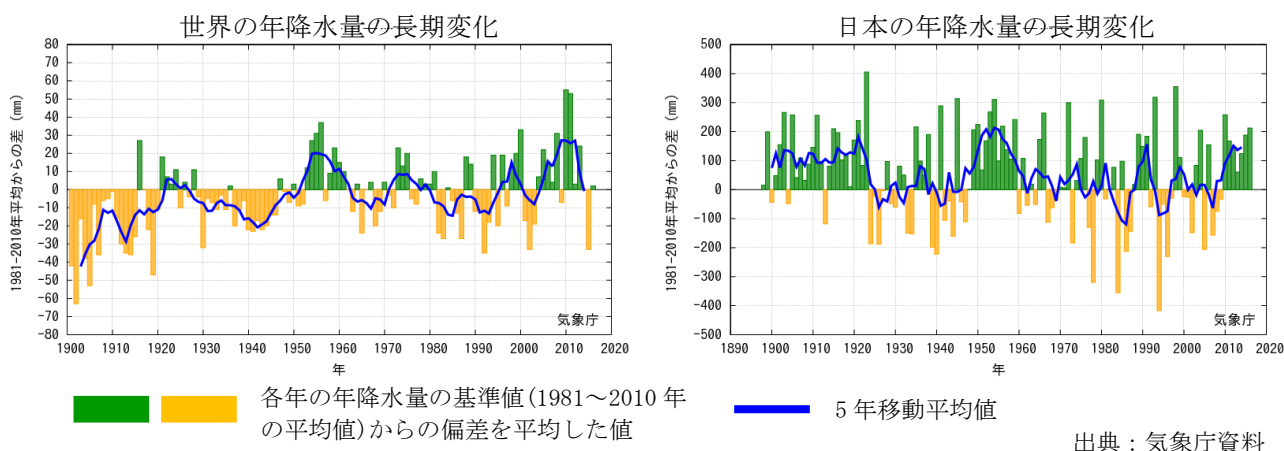 世界の年降水量の長期変化
1981-2010年平均からの差 (mm)
80
70
60
50
40
30
20
10
0
-10
-20
-30
-40
-50
-60
-70
-80
気象庁
1900 1910 1920 1930 1940 1950 1960 1970 1980 1990 2000 2010 2020
年
日本の年降水量の長期変化
1981-2010年平均からの差 (mm)
500
400
300
200
100
0
-100
-200
-300
-400
-500
気象庁
1890 1900 1910 1920 1930 1940 1950 1960 1970 1980 1990 2000 2010 2020
年
各年の年降水量の基準値(1981～2010 年
の平均値)からの偏差を平均した値
5 年移動平均値
出典：気象庁資料